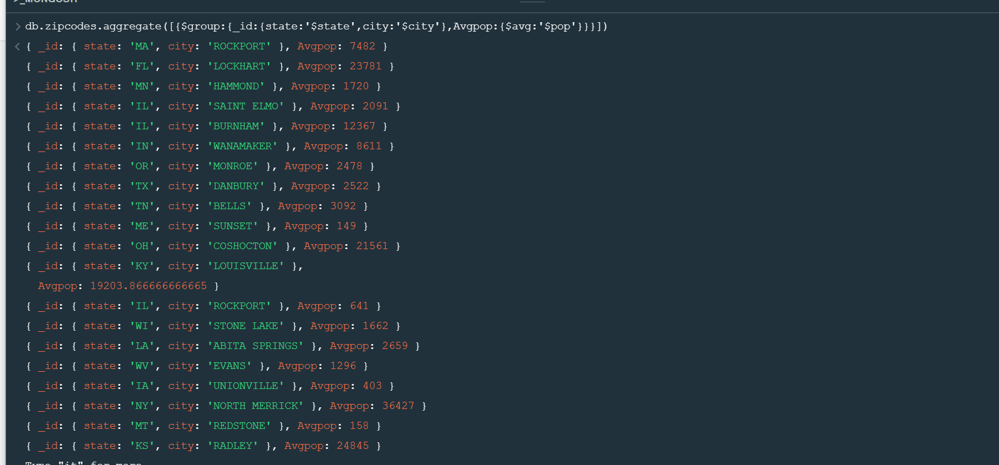 >_MONGOSH
> db.zipcodes.aggregate([{$group:{_id:{state:'$state',city:'$city'},Avgpop:{$avg:'$pop'}}}])
< { _id: { state: 'MA', city: 'ROCKPORT' }, Avgpop: 7482 }
{ _id: { state: 'FL', city: 'LOCKHART' }, Avgpop: 23781 }
{ _id: { state: 'MN', city: 'HAMMOND' }, Avgpop: 1720 }
{ _id: { state: 'IL', city: 'SAINT ELMO' }, Avgpop: 2091 }
{ _id: { state: 'IL', city: 'BURNHAM' }, Avgpop: 12367 }
{ _id: { state: 'IN', city: 'WANAMAKER' }, Avgpop: 8611 }
{ _id: { state: 'OR', city: 'MONROE' }, Avgpop: 2478 }
{ _id: { state: 'TX', city: 'DANBURY' }, Avgpop: 2522 }
{ _id: { state: 'TN', city: 'BELLS' }, Avgpop: 3092 }
{ _id: { state: 'ME', city: 'SUNSET' }, Avgpop: 149 }
{ _id: { state: 'OH', city: 'COSHOCTON' }, Avgpop: 21561 }
{ _id: { state: 'KY', city: 'LOUISVILLE' },
Avgpop: 19203.866666666665 }
{ _id: { state: 'IL', city: 'ROCKPORT' }, Avgpop: 641 }
{ _id: { state: 'WI', city: 'STONE LAKE' }, Avgpop: 1662 }
{ _id: { state: 'LA', city: 'ABITA SPRINGS' }, Avgpop: 2659 }
{ _id: { state: 'WV', city: 'EVANS' }, Avgpop: 1296 }
{ _id: { state: 'IA', city: 'UNIONVILLE' }, Avgpop: 403 }
{ _id: { state: 'NY', city: 'NORTH MERRICK' }, Avgpop: 36427 }
{ _id: { state: 'MT', city: 'REDSTONE' }, Avgpop: 158 }
{ _id: { state: 'KS', city: 'RADLEY' }, Avgpop: 24845 }
Type "it" for more